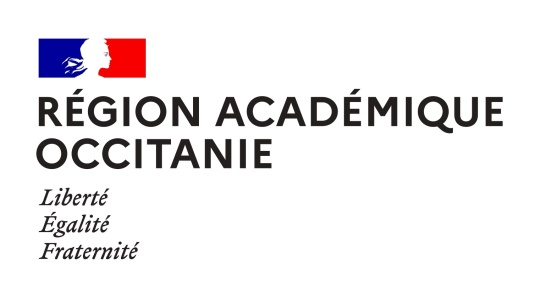 RÉGION ACADÉMIQUE
OCCITANIE
Liberté
Égalité
Fraternité